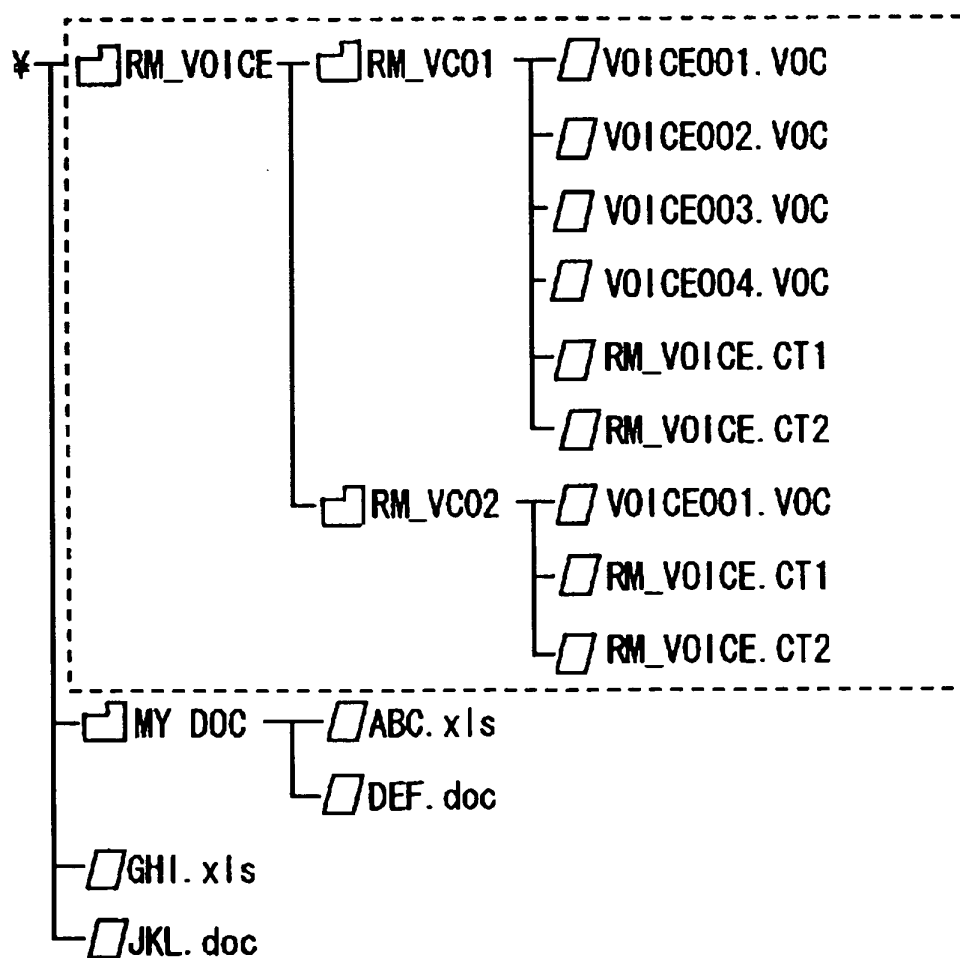 ¥ RM_VOICE RM_VC01 VOICE001.VOC
VOICE002.VOC
VOICE003.VOC
VOICE004.VOC
RM_VOICE.CT1
RM_VOICE.CT2
RM_VC02 VOICE001.VOC
RM_VOICE.CT1
RM_VOICE.CT2
MY DOC ABC.xls
DEF.doc
GHI.xls
JKL.doc